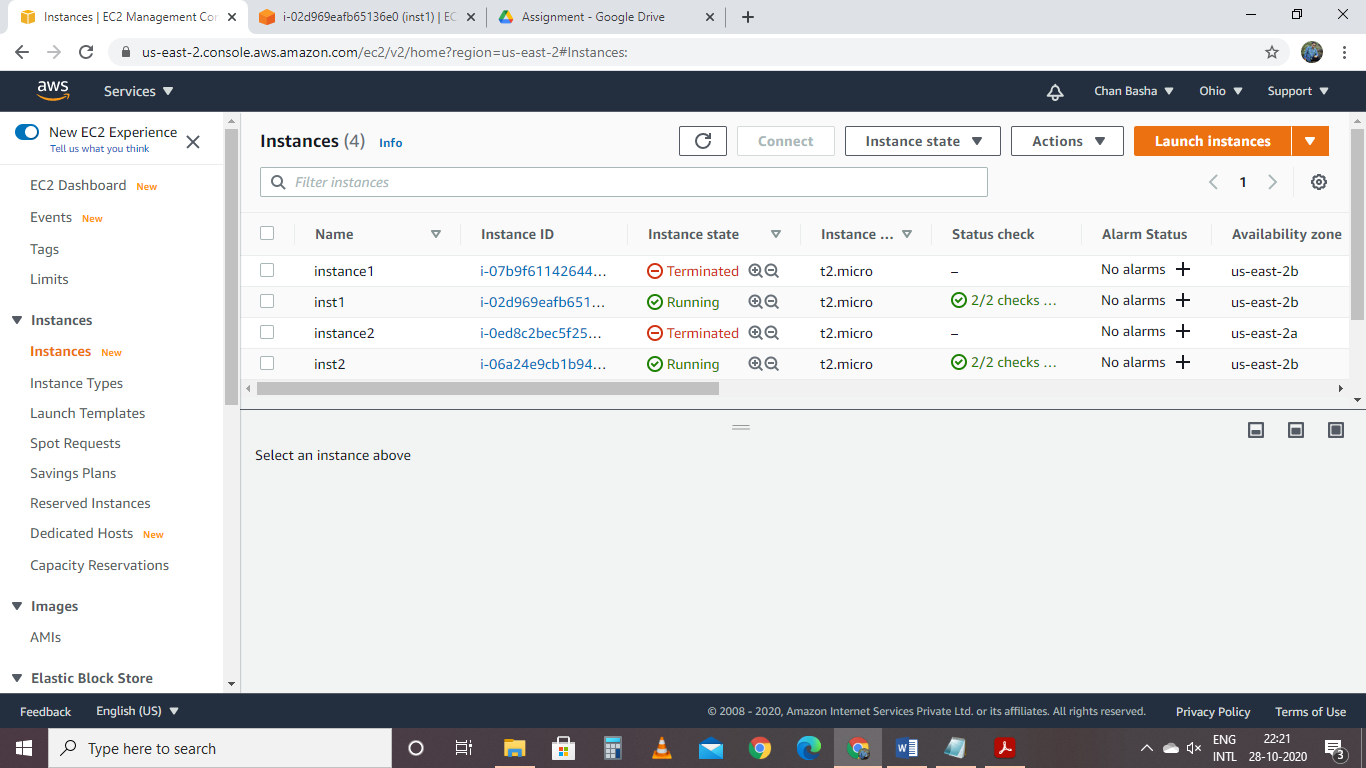 Instances | EC2 Management Con
i-02d969eafb65136e0 (inst1) | EC
Assignment - Google Drive
us-east-2.console.aws.amazon.com/ec2/v2/home?region=us-east-2#Instances:
aws
Services
Chan Basha
Ohio
Support
New EC2 Experience
Tell us what you think
EC2 Dashboard New
Events New
Tags
Limits
Instances
Instances New
Instance Types
Launch Templates
Spot Requests
Savings Plans
Reserved Instances
Dedicated Hosts New
Capacity Reservations
Images
AMIs
Elastic Block Store
Instances (4) Info
Connect
Instance state
Actions
Launch instances
Filter instances
1
Name Instance ID Instance state Instance ... Status check Alarm Status Availability zone
instance1 i-07b9f61142644... Terminated t2.micro – No alarms + us-east-2b
inst1 i-02d969eafb651... Running t2.micro 2/2 checks ... No alarms + us-east-2b
instance2 i-0ed8c2bec5f25... Terminated t2.micro – No alarms + us-east-2a
inst2 i-06a24e9cb1b94... Running t2.micro 2/2 checks ... No alarms + us-east-2b
Select an instance above
Feedback
English (US)
© 2008 - 2020, Amazon Internet Services Private Ltd. or its affiliates. All rights reserved.
Privacy Policy
Terms of Use
Type here to search
ENG
INTL
22:21
28-10-2020
3